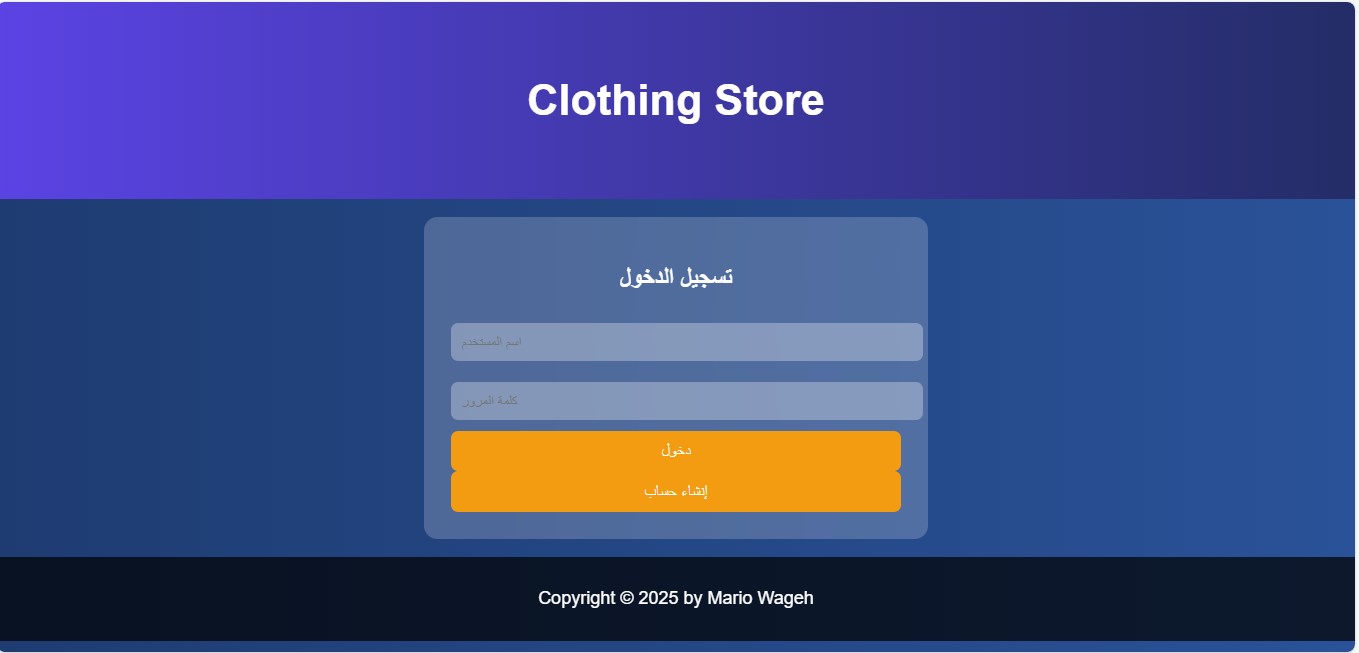 Clothing Store
تسجيل الدخول
اسم المستخدم
كلمة المرور
دخول
إنشاء حساب
Copyright © 2025 by Mario Wageh